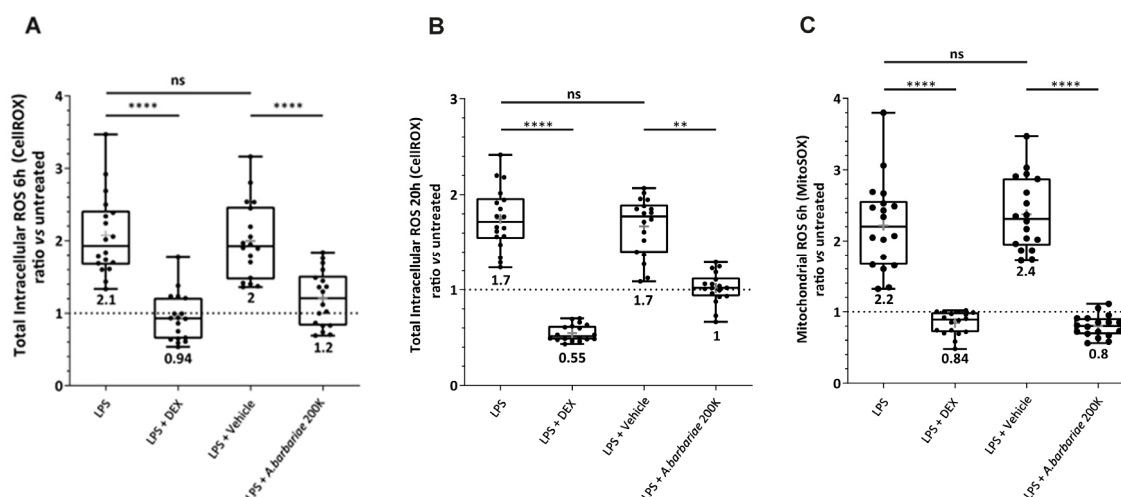 A
Total Intracellular ROS 6h (CellROX)
ratio vs untreated
4
3
2
1
0
ns
****
****
2.1
0.94
2
1.2
LPS
LPS + DEX
LPS + Vehicle
LPS + A.barbariae 200K
B
Total Intracellular ROS 20h (CellROX)
ratio vs untreated
3
2
1
0
ns
****
**
1.7
0.55
1.7
1
LPS
LPS + DEX
LPS + Vehicle
LPS + A.barbariae 200K
C
Mitochondrial ROS 6h (MitoSOX)
ratio vs untreated
4
3
2
1
0
ns
****
****
2.2
0.84
2.4
0.8
LPS
LPS + DEX
LPS + Vehicle
LPS + A.barbariae 200K